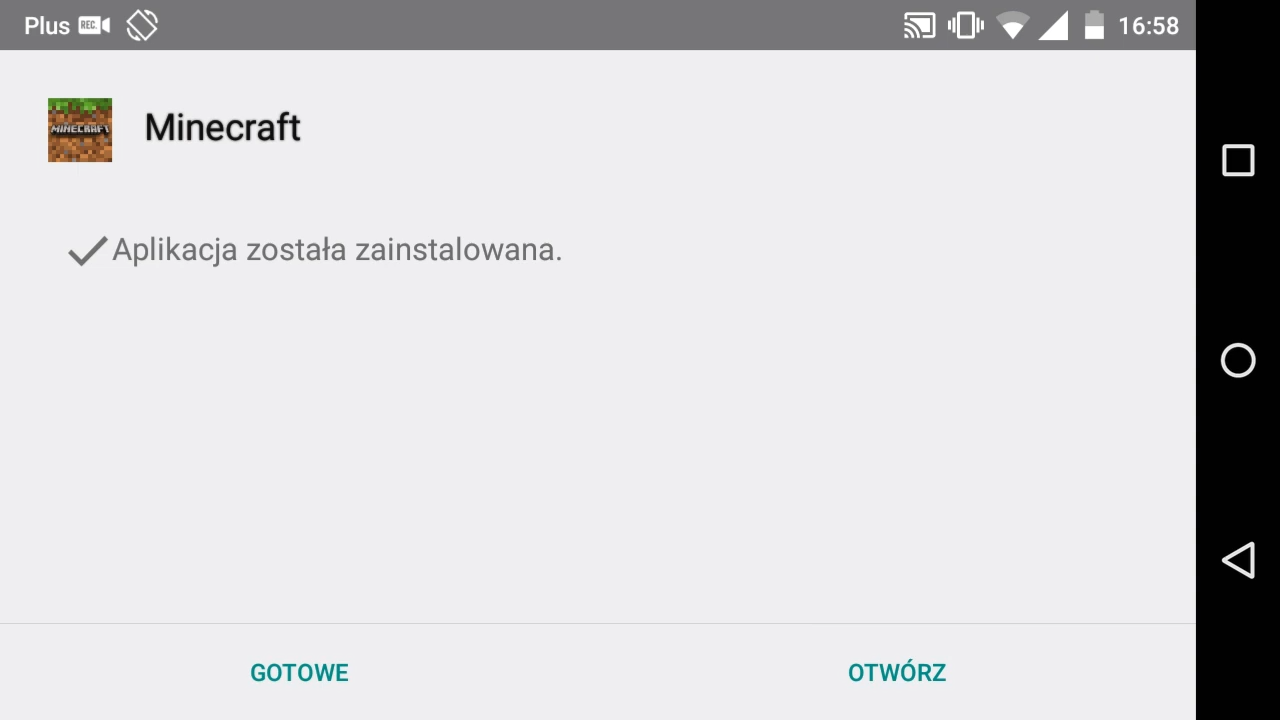 Plus REC. 16:58
MINECRAFT
Minecraft
Aplikacja została zainstalowana.
GOTOWE OTWÓRZ